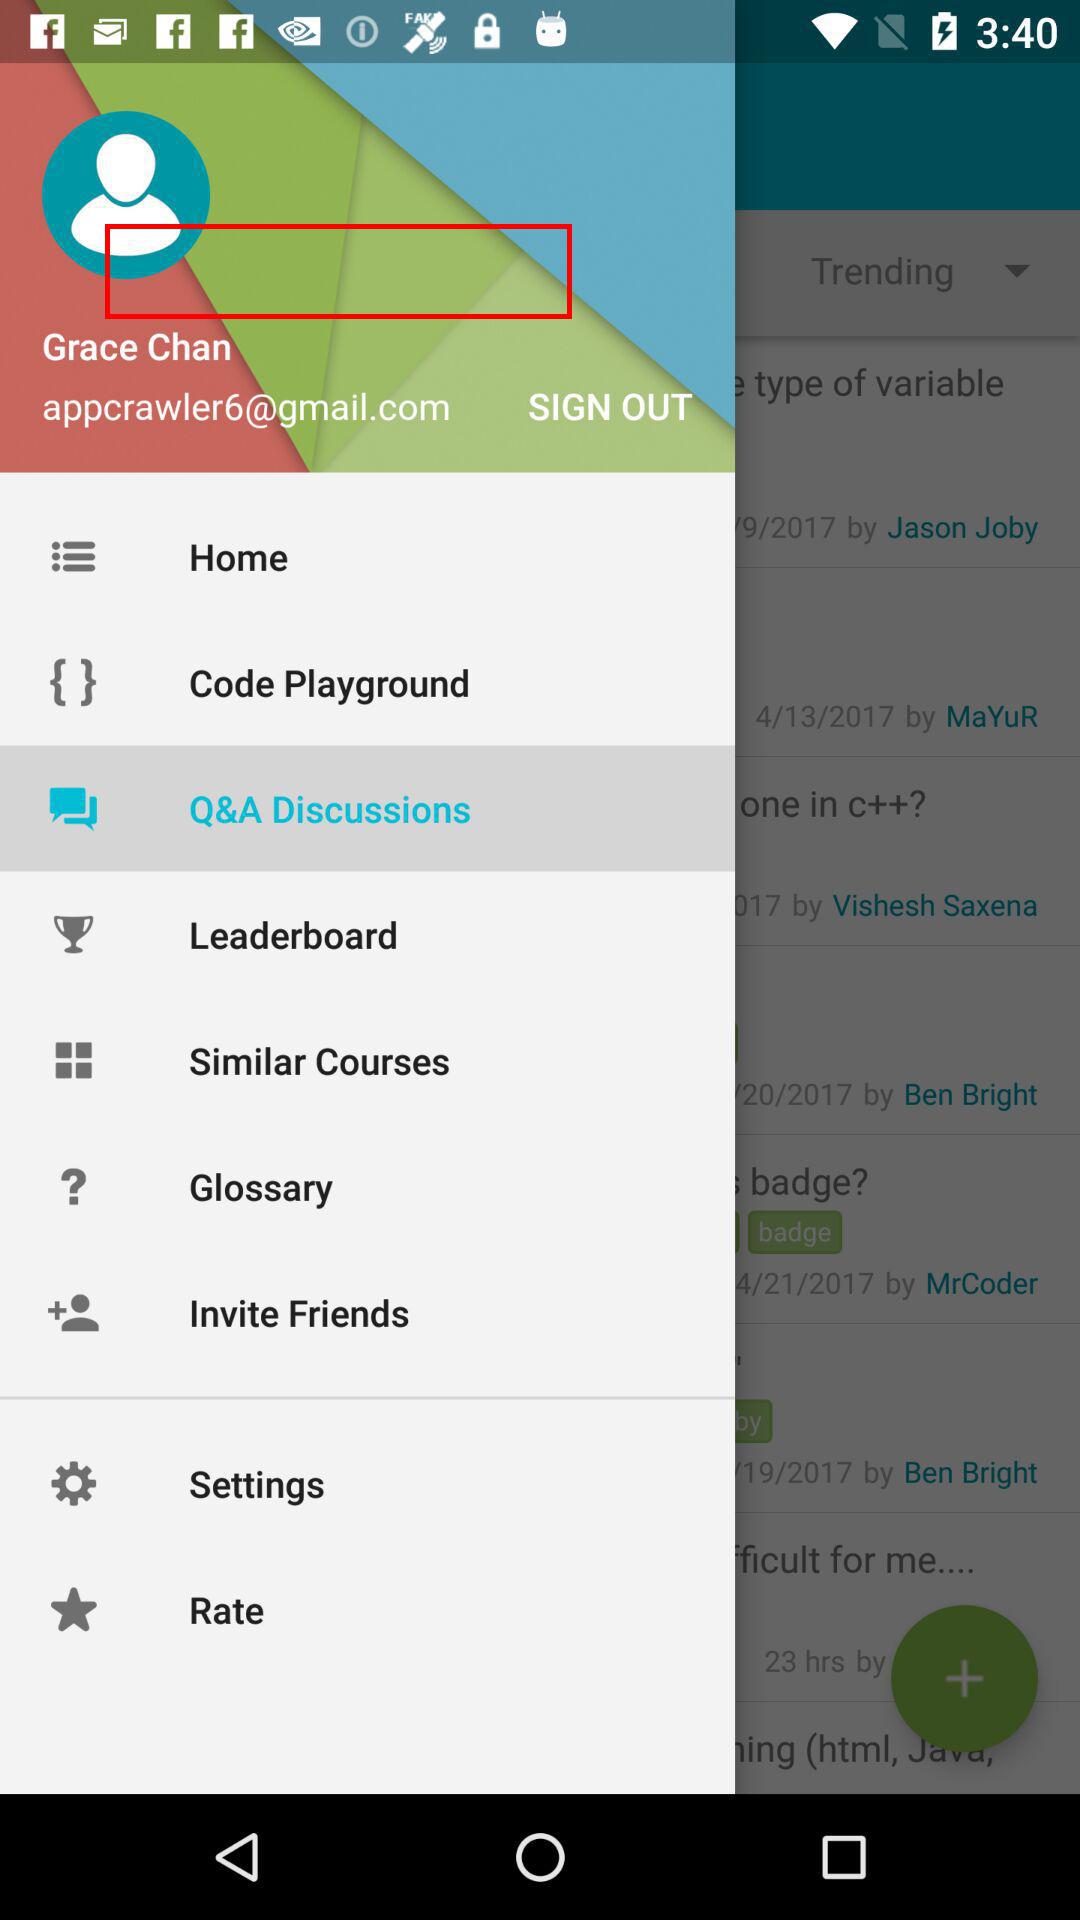 FAKE
3:40
Trending
Grace Chan
appcrawler6@gmail.com
SIGN OUT
Home
Code Playground
Q&A Discussions
Leaderboard
Similar Courses
Glossary
Invite Friends
Settings
Rate
type of variable
/9/2017 by Jason Joby
4/13/2017 by MaYuR
one in c++?
017 by Vishesh Saxena
/20/2017 by Ben Bright
badge?
badge
4/21/2017 by MrCoder
by
/19/2017 by Ben Bright
fficult for me....
23 hrs by
ning (html, Java,